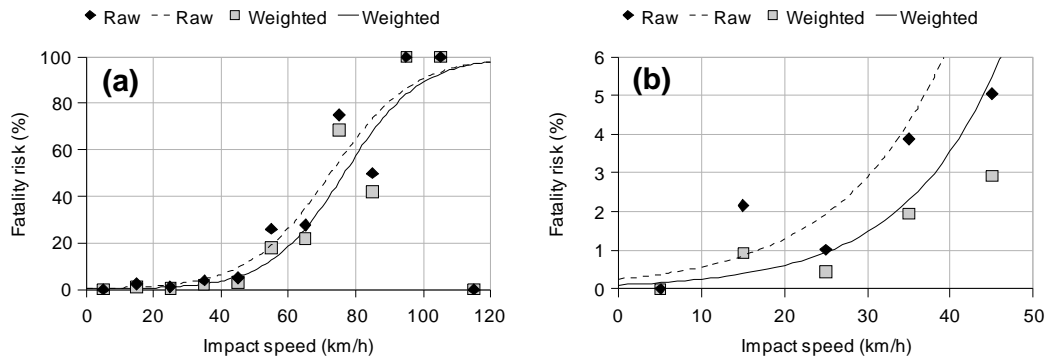 Raw Raw Weighted Weighted
(a)
Fatality risk (%)
100
80
60
40
20
0
0 20 40 60 80 100 120
Impact speed (km/h)
Raw Raw Weighted Weighted
(b)
Fatality risk (%)
6
5
4
3
2
1
0
0 10 20 30 40 50
Impact speed (km/h)